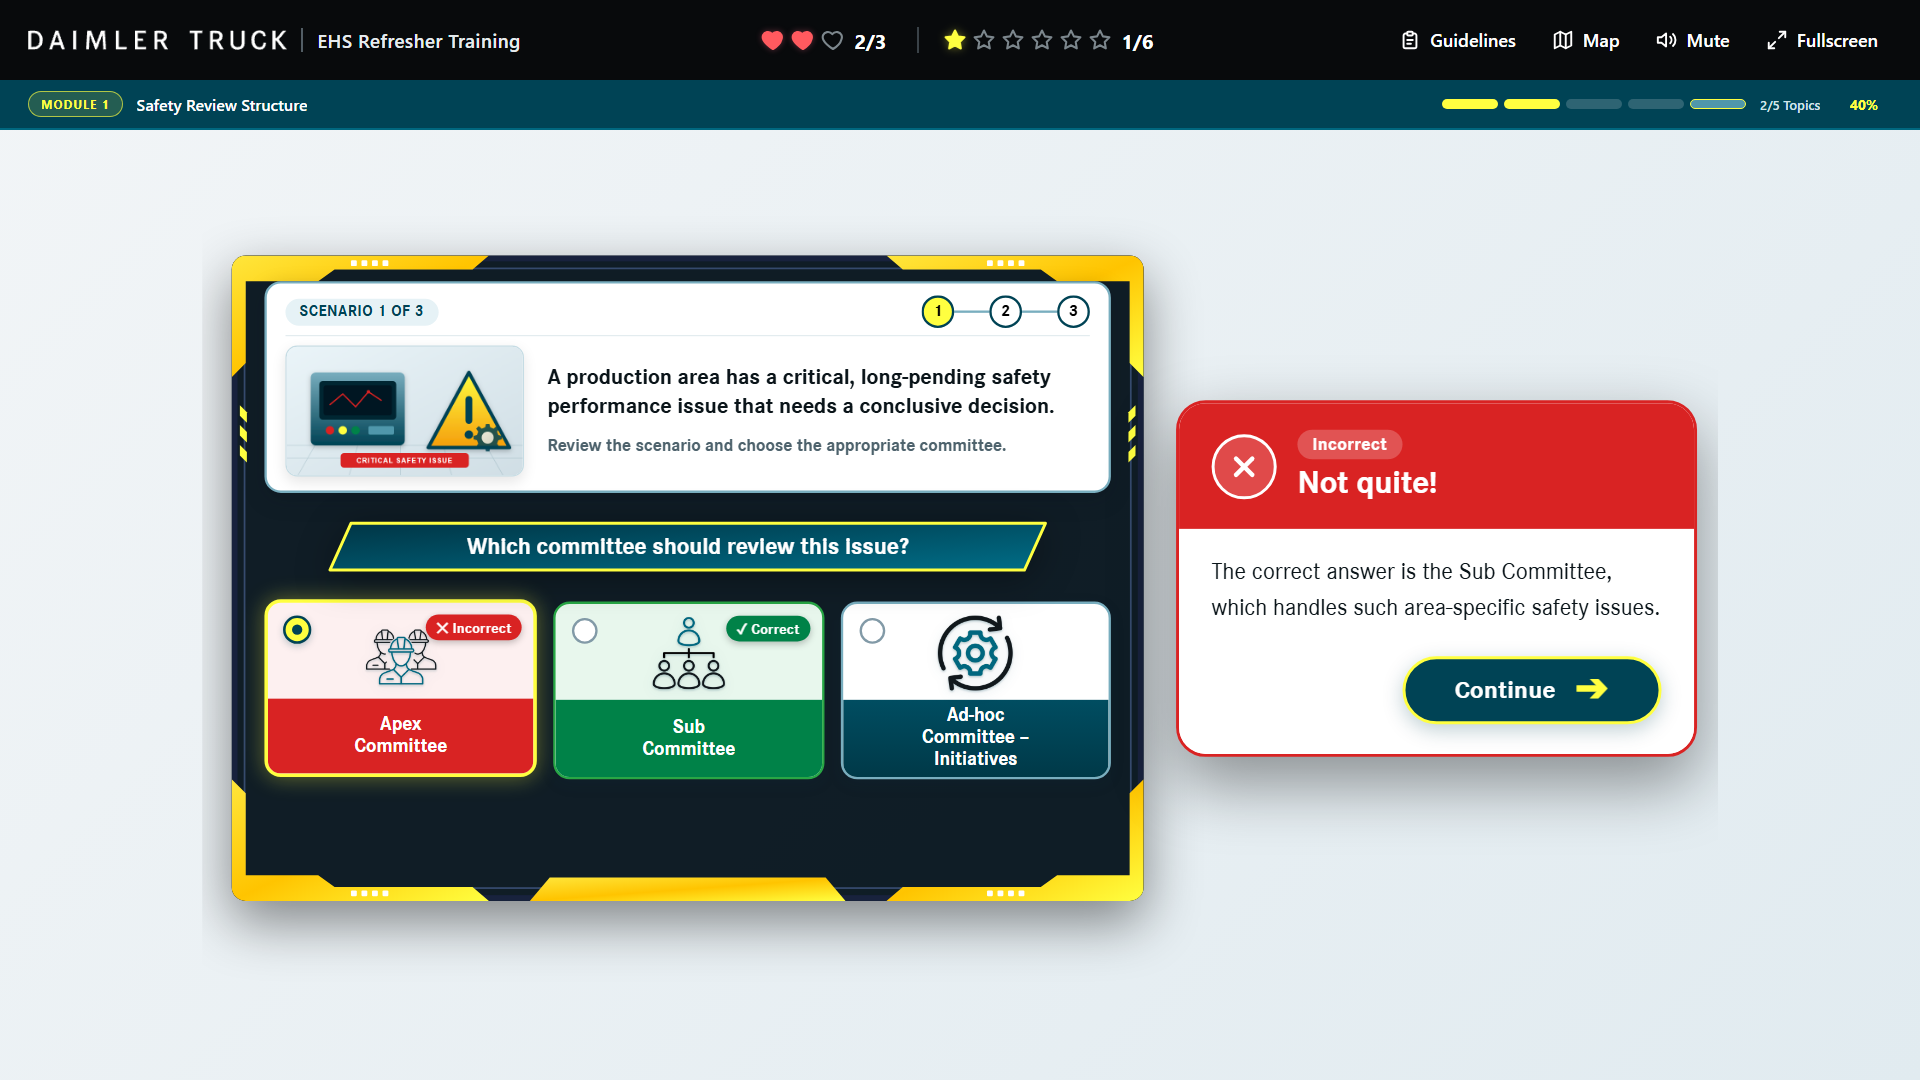 DAIMLER TRUCK EHS Refresher Training 2/3 1/6 Guidelines Map Mute Fullscreen
MODULE 1 Safety Review Structure 2/5 Topics 40%
SCENARIO 1 OF 3 1 2 3
A production area has a critical, long-pending safety
performance issue that needs a conclusive decision.
Review the scenario and choose the appropriate committee.
CRITICAL SAFETY ISSUE
Which committee should review this issue?
Incorrect
Apex
Committee
Correct
Sub
Committee
Ad-hoc
Committee –
Initiatives
Incorrect
Not quite!
The correct answer is the Sub Committee,
which handles such area-specific safety issues.
Continue